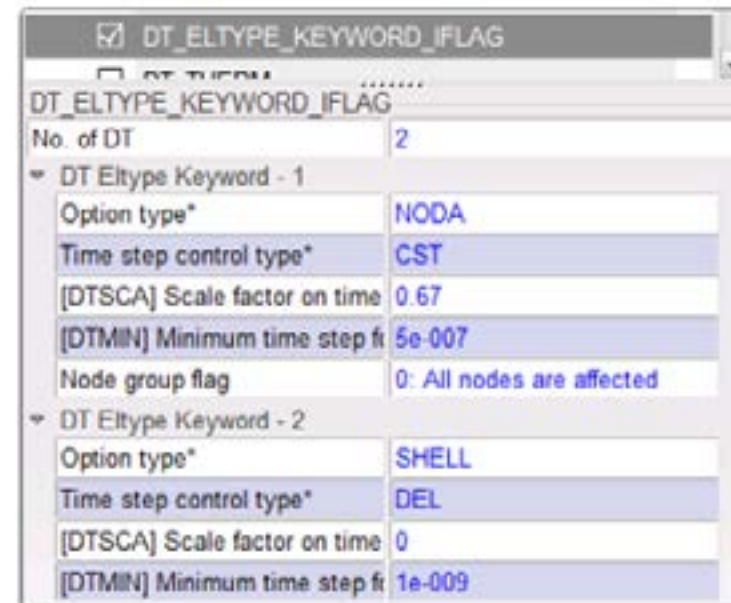 DT_ELTYPE_KEYWORD_IFLAG
DT_THERM
DT_ELTYPE_KEYWORD_IFLAG
No. of DT 2
DT Eltype Keyword - 1
Option type* NODA
Time step control type* CST
[DTSCA] Scale factor on time 0.67
[DTMIN] Minimum time step fo 5e-007
Node group flag 0: All nodes are affected
DT Eltype Keyword - 2
Option type* SHELL
Time step control type* DEL
[DTSCA] Scale factor on time 0
[DTMIN] Minimum time step fo 1e-009